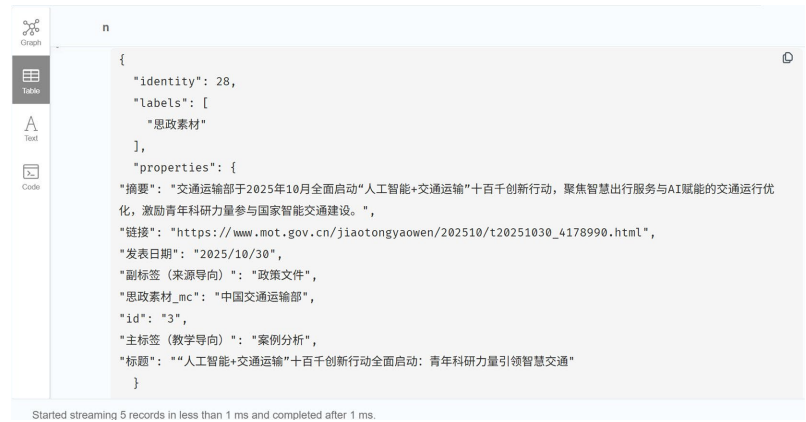 n
Graph
Table
Text
Code
{
"identity": 28,
"labels": [
"思政素材"
],
"properties": {
"摘要": "交通运输部于2025年10月全面启动“人工智能+交通运输”十百千创新行动，聚焦智慧出行服务与AI赋能的交通运行优
化，激励青年科研力量参与国家智能交通建设。",
"链接": "https://www.mot.gov.cn/jiaotongyaowen/202510/t20251030_4178990.html",
"发表日期": "2025/10/30",
"副标签（来源导向）": "政策文件",
"思政素材_mc": "中国交通运输部",
"id": "3",
"主标签（教学导向）": "案例分析",
"标题": "“人工智能+交通运输”十百千创新行动全面启动：青年科研力量引领智慧交通"
}
Started streaming 5 records in less than 1 ms and completed after 1 ms.